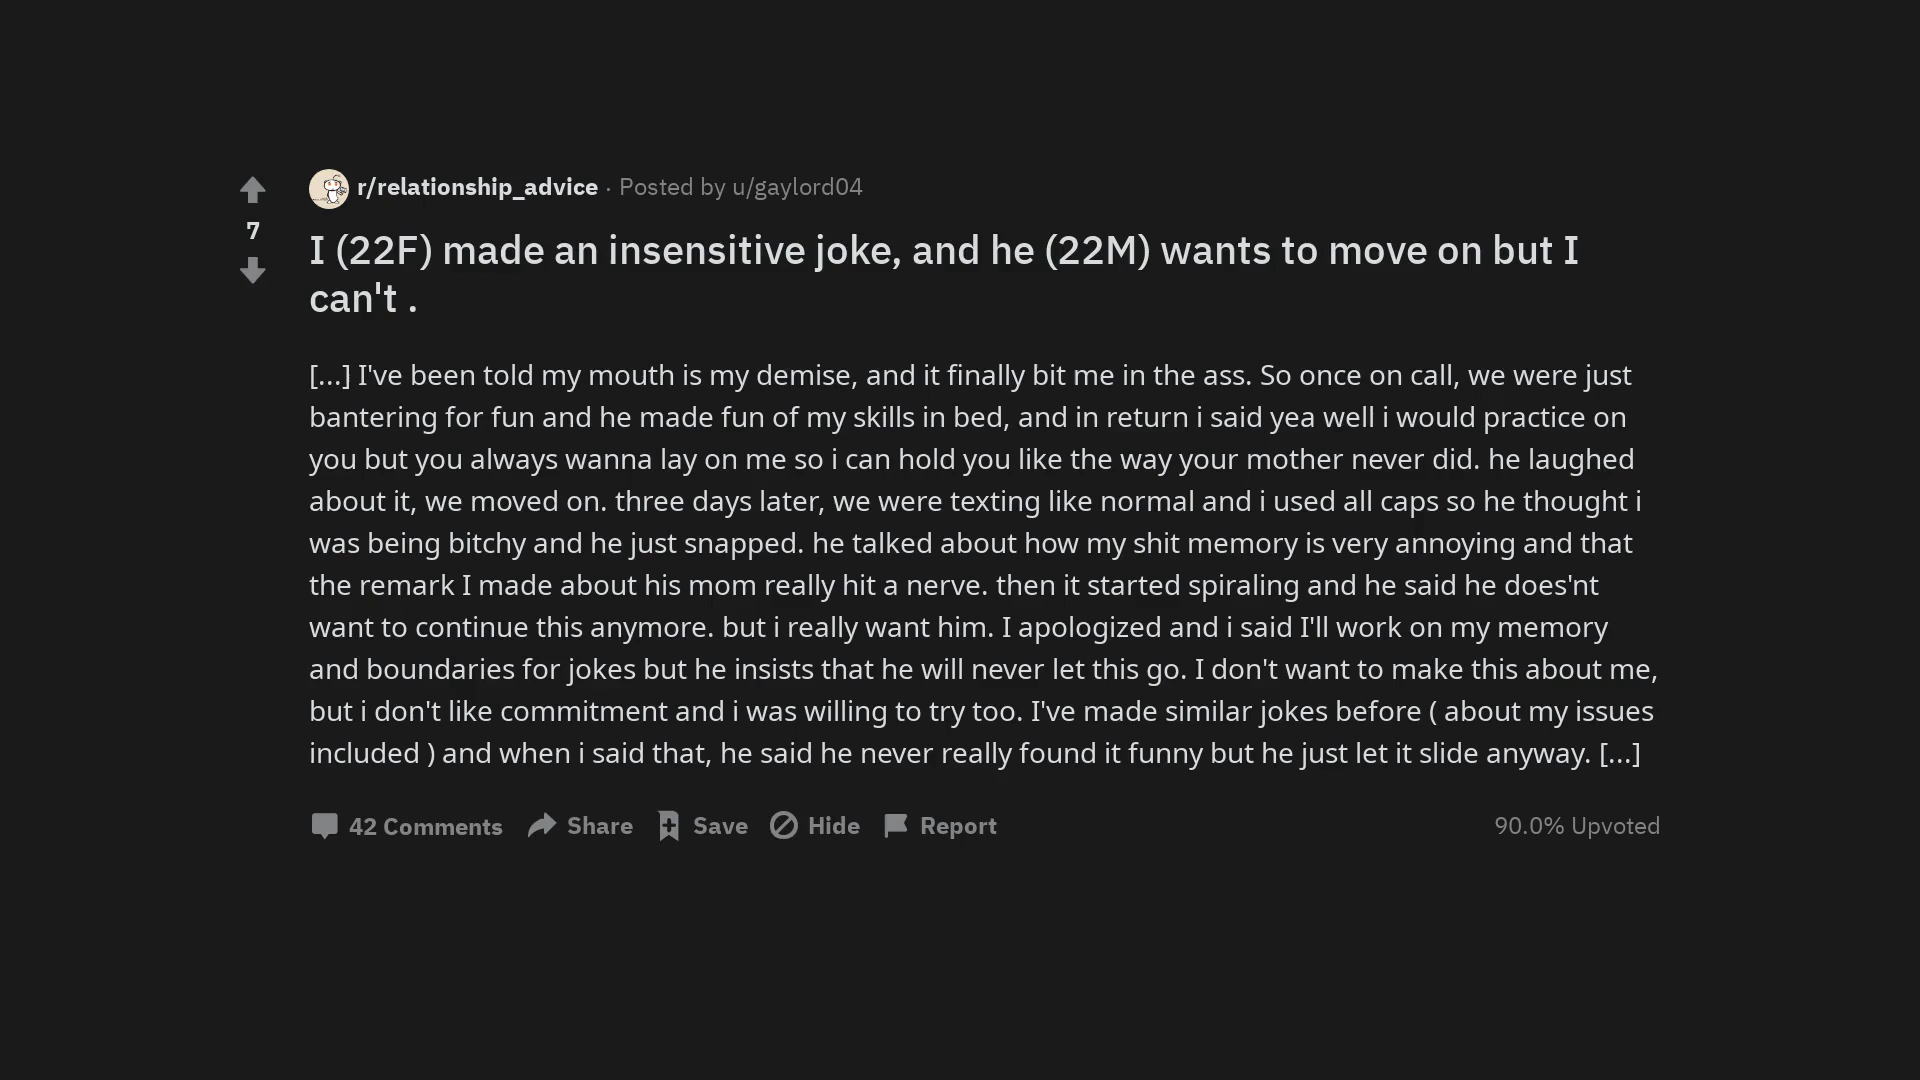 r/relationship_advice · Posted by u/gaylord04
7
I (22F) made an insensitive joke, and he (22M) wants to move on but I
can't .
[...] I've been told my mouth is my demise, and it finally bit me in the ass. So once on call, we were just
bantering for fun and he made fun of my skills in bed, and in return i said yea well i would practice on
you but you always wanna lay on me so i can hold you like the way your mother never did. he laughed
about it, we moved on. three days later, we were texting like normal and i used all caps so he thought i
was being bitchy and he just snapped. he talked about how my shit memory is very annoying and that
the remark I made about his mom really hit a nerve. then it started spiraling and he said he does'nt
want to continue this anymore. but i really want him. I apologized and i said I'll work on my memory
and boundaries for jokes but he insists that he will never let this go. I don't want to make this about me,
but i don't like commitment and i was willing to try too. I've made similar jokes before ( about my issues
included ) and when i said that, he said he never really found it funny but he just let it slide anyway. [...]
42 Comments Share Save Hide Report 90.0% Upvoted